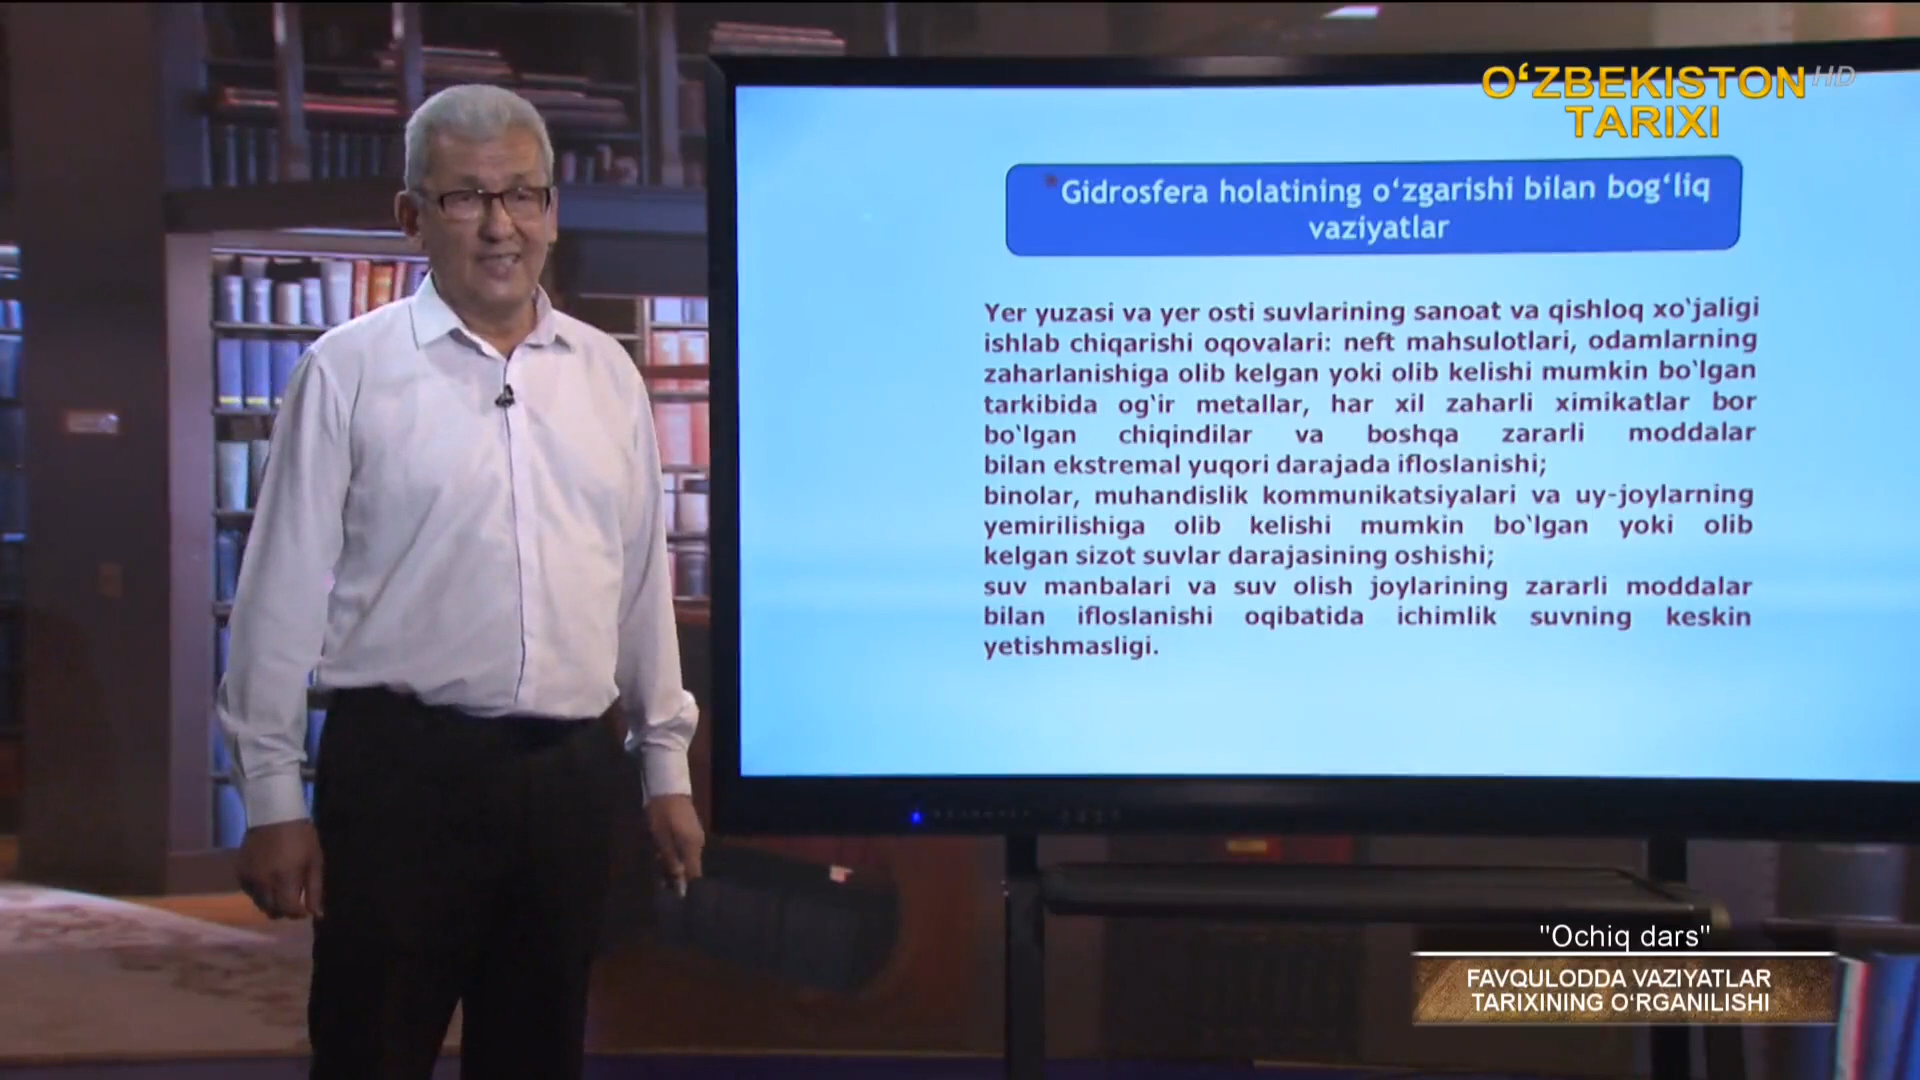 O‘ZBEKISTON HD
TARIXI
*Gidrosfera holatining o‘zgarishi bilan bog‘liq
vaziyatlar
Yer yuzasi va yer osti suvlarining sanoat va qishloq xo‘jaligi
ishlab chiqarishi oqovalari: neft mahsulotlari, odamlarning
zaharlanishiga olib kelgan yoki olib kelishi mumkin bo‘lgan
tarkibida og‘ir metallar, har xil zaharli ximikatlar bor
bo‘lgan chiqindilar va boshqa zararli moddalar
bilan ekstremal yuqori darajada ifloslanishi;
binolar, muhandislik kommunikatsiyalari va uy-joylarning
yemirilishiga olib kelishi mumkin bo‘lgan yoki olib
kelgan sizot suvlar darajasining oshishi;
suv manbalari va suv olish joylarining zararli moddalar
bilan ifloslanishi oqibatida ichimlik suvning keskin
yetishmasligi.
"Ochiq dars"
FAVQULODDA VAZIYATLAR
TARIXINING O‘RGANILISHI